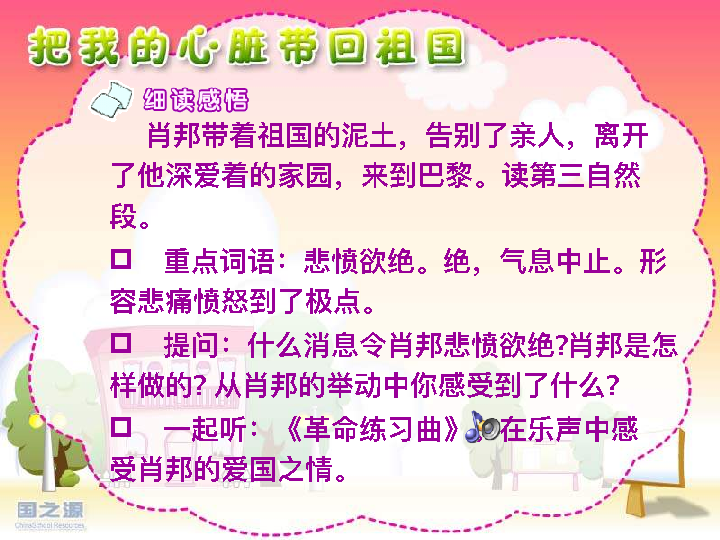 把我的心脏带回祖国
细读感悟
肖邦带着祖国的泥土，告别了亲人，离开
了他深爱着的家园，来到巴黎。读第三自然
段。
重点词语：悲愤欲绝。绝，气息中止。形
容悲痛愤怒到了极点。
提问：什么消息令肖邦悲愤欲绝?肖邦是怎
样做的? 从肖邦的举动中你感受到了什么?
一起听：《革命练习曲》，在乐声中感
受肖邦的爱国之情。
国之源
ChinaSchool Resources